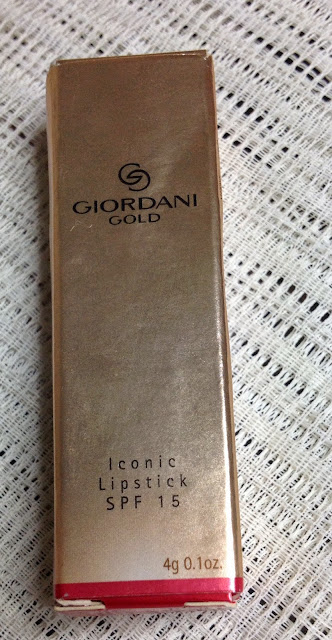 GIORDANI
GOLD
Iconic
Lipstick
SPF 15
4g 0.1oz.